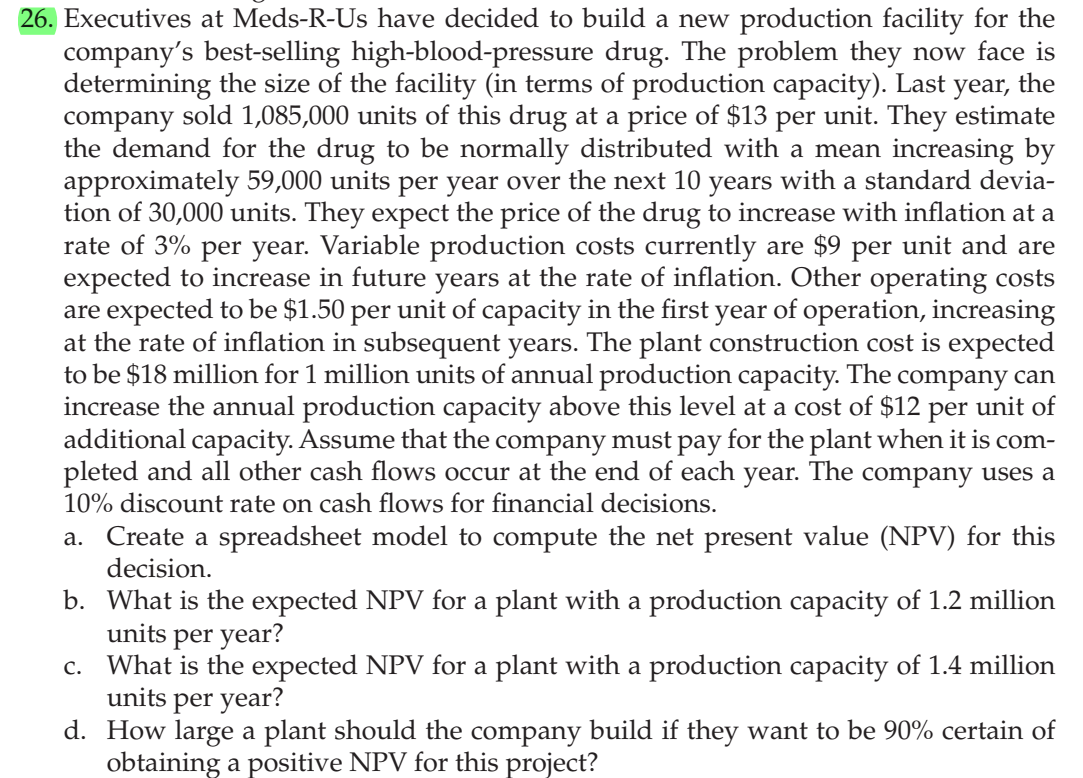 26. Executives at Meds-R-Us have decided to build a new production facility for the
company's best-selling high-blood-pressure drug. The problem they now face is
determining the size of the facility (in terms of production capacity). Last year, the
company sold 1,085,000 units of this drug at a price of $13 per unit. They estimate
the demand for the drug to be normally distributed with a mean increasing by
approximately 59,000 units per year over the next 10 years with a standard devia-
tion of 30,000 units. They expect the price of the drug to increase with inflation at a
rate of 3% per year. Variable production costs currently are $9 per unit and are
expected to increase in future years at the rate of inflation. Other operating costs
are expected to be $1.50 per unit of capacity in the first year of operation, increasing
at the rate of inflation in subsequent years. The plant construction cost is expected
to be $18 million for 1 million units of annual production capacity. The company can
increase the annual production capacity above this level at a cost of $12 per unit of
additional capacity. Assume that the company must pay for the plant when it is com-
pleted and all other cash flows occur at the end of each year. The company uses a
10% discount rate on cash flows for financial decisions.
a. Create a spreadsheet model to compute the net present value (NPV) for this
decision.
b. What is the expected NPV for a plant with a production capacity of 1.2 million
units per year?
c. What is the expected NPV for a plant with a production capacity of 1.4 million
units per year?
d. How large a plant should the company build if they want to be 90% certain of
obtaining a positive NPV for this project?